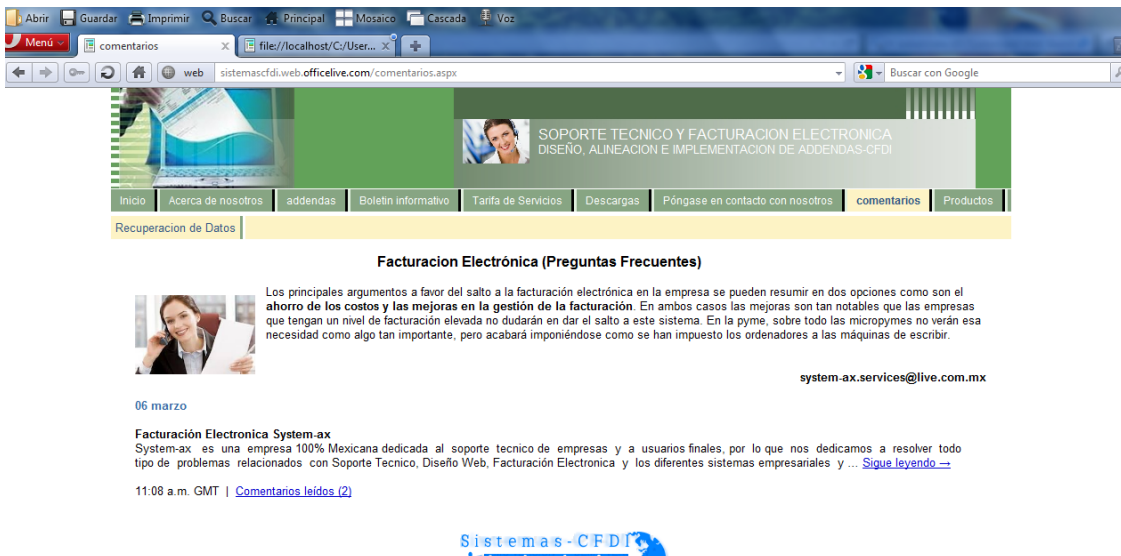 Abrir Guardar Imprimir Buscar Principal Mosaico Cascada Voz
Menú comentarios file://localhost/C:/User...
web sistemascfdi.web.officelive.com/comentarios.aspx Buscar con Google
SOPORTE TECNICO Y FACTURACION ELECTRONICA
DISEÑO, ALINEACION E IMPLEMENTACION DE ADDENDAS-CFDI
Inicio Acerca de nosotros addendas Boletin informativo Tarifa de Servicios Descargas Póngase en contacto con nosotros comentarios Productos
Recuperacion de Datos
Facturacion Electrónica (Preguntas Frecuentes)
Los principales argumentos a favor del salto a la facturación electrónica en la empresa se pueden resumir en dos opciones como son el
ahorro de los costos y las mejoras en la gestión de la facturación. En ambos casos las mejoras son tan notables que las empresas
que tengan un nivel de facturación elevada no dudarán en dar el salto a este sistema. En la pyme, sobre todo las micropymes no verán esa
necesidad como algo tan importante, pero acabará imponiéndose como se han impuesto los ordenadores a las máquinas de escribir.
system-ax.services@live.com.mx
06 marzo
Facturación Electronica System-ax
System-ax es una empresa 100% Mexicana dedicada al soporte tecnico de empresas y a usuarios finales, por lo que nos dedicamos a resolver todo
tipo de problemas relacionados con Soporte Tecnico, Diseño Web, Facturación Electronica y los diferentes sistemas empresariales y ... Sigue leyendo →
11:08 a.m. GMT | Comentarios leídos (2)
Sistemas-CFDI